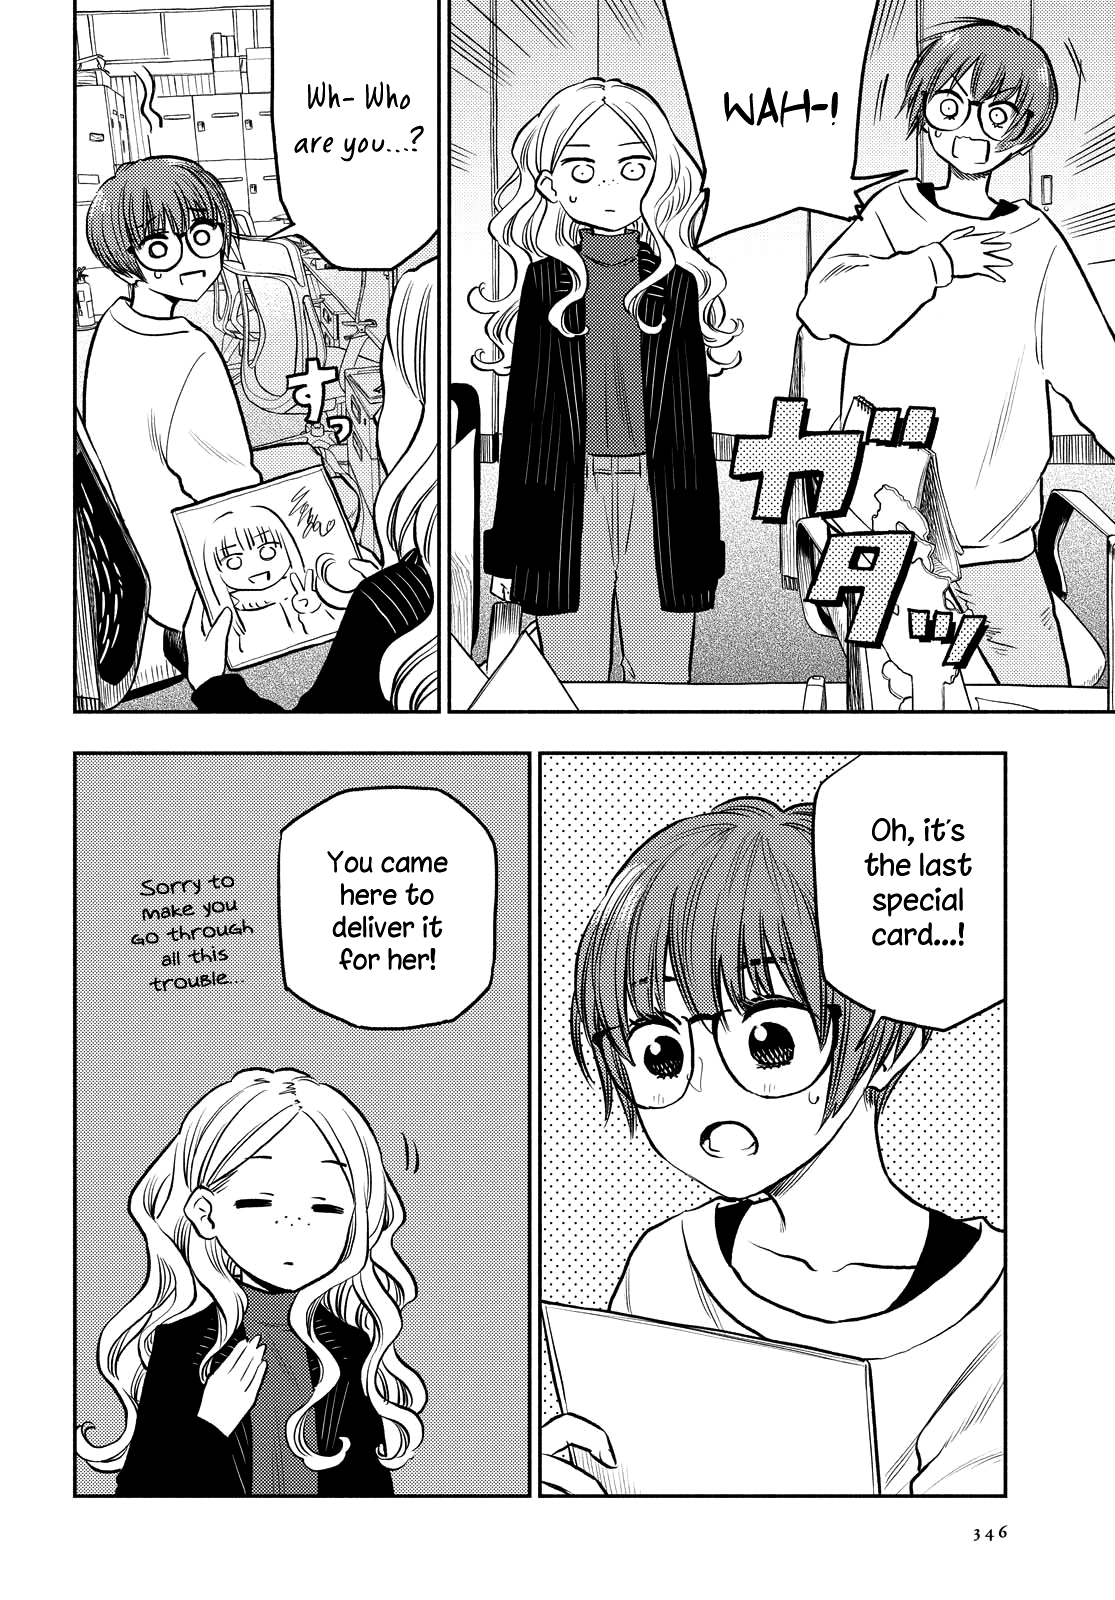 WAH-!
ガガタッ
Wh- Who
are you...?
すっ
Oh, it's
the last
special
card...!
You came
here to
deliver it
for her!
Sorry to
make you
go through
all this
trouble...
346